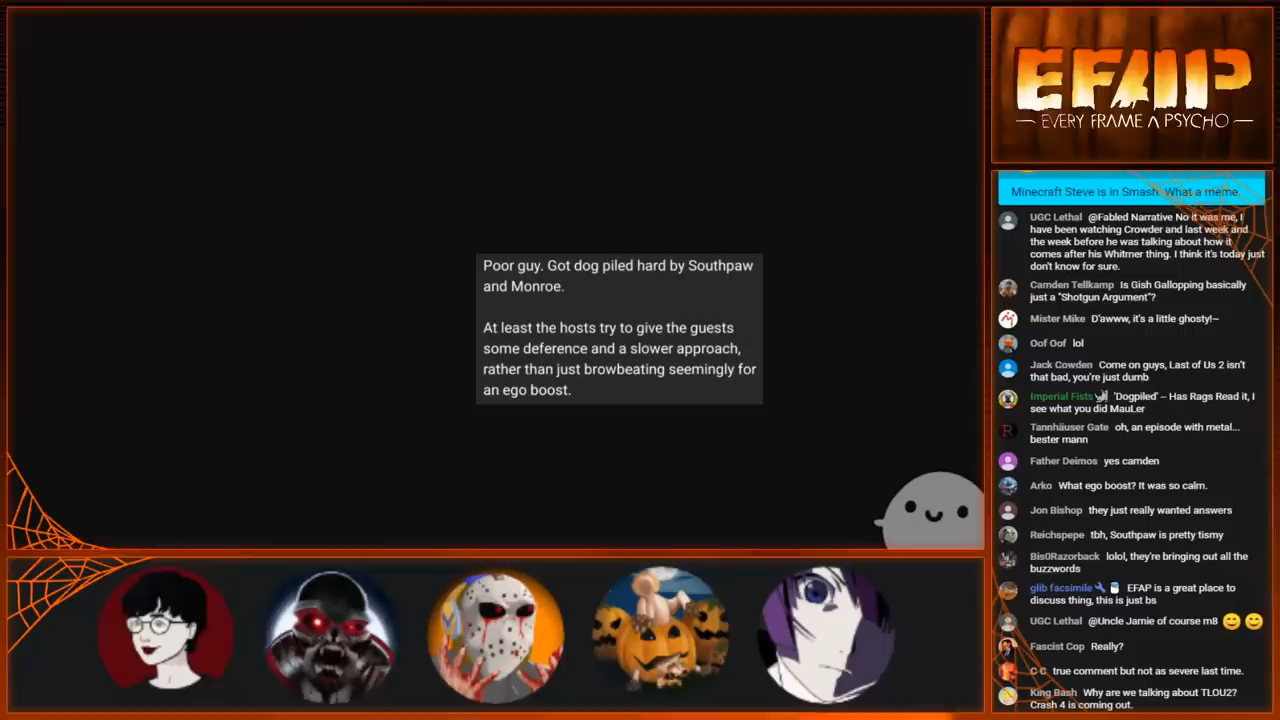 Poor guy. Got dog piled hard by Southpaw
and Monroe.
At least the hosts try to give the guests
some deference and a slower approach,
rather than just browbeating seemingly for
an ego boost.
EFAP
— EVERY FRAME A PSYCHO —
Minecraft Steve is in Smash. What a meme.
UGC Lethal @Fabled Narrative No it was me, I
have been watching Crowder and last week and
the week before he was talking about how it
comes after his Whitmer thing. I think it's today just
don't know for sure.
Camden Tellkamp Is Gish Gallopping basically
just a "Shotgun Argument"?
Mister Mike D'awww, it's a little ghosty!~
Oof Oof lol
Jack Cowden Come on guys, Last of Us 2 isn't
that bad, you're just dumb
Imperial Fists 'Dogpiled' -- Has Rags Read it, I
see what you did MauLer
Tannhäuser Gate oh, an episode with metal...
bester mann
Father Deimos yes camden
Arko What ego boost? It was so calm.
Jon Bishop they just really wanted answers
Reichspepe tbh, Southpaw is pretty tismy
Bis0Razorback lolol, they're bringing out all the
buzzwords
glib facsimile EFAP is a great place to
discuss thing, this is just bs
UGC Lethal @Uncle Jamie of course m8
Fascist Cop Really?
C C true comment but not as severe last time.
King Bash Why are we talking about TLOU2?
Crash 4 is coming out.